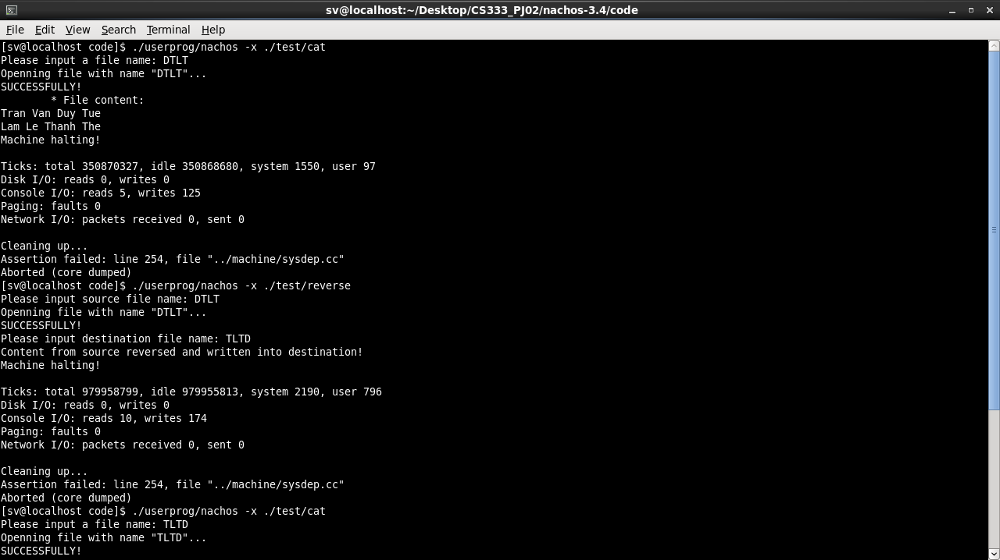 sv@localhost:~/Desktop/CS333_PJ02/nachos-3.4/code
File Edit View Search Terminal Help
[sv@localhost code]$ ./userprog/nachos -x ./test/cat
Please input a file name: DTLT
Openning file with name "DTLT"...
SUCCESSFULLY!
* File content:
Tran Van Duy Tue
Lam Le Thanh The
Machine halting!
Ticks: total 350870327, idle 350868680, system 1550, user 97
Disk I/O: reads 0, writes 0
Console I/O: reads 5, writes 125
Paging: faults 0
Network I/O: packets received 0, sent 0
Cleaning up...
Assertion failed: line 254, file "../machine/sysdep.cc"
Aborted (core dumped)
[sv@localhost code]$ ./userprog/nachos -x ./test/reverse
Please input source file name: DTLT
Openning file with name "DTLT"...
SUCCESSFULLY!
Please input destination file name: TLTD
Content from source reversed and written into destination!
Machine halting!
Ticks: total 979958799, idle 979955813, system 2190, user 796
Disk I/O: reads 0, writes 0
Console I/O: reads 10, writes 174
Paging: faults 0
Network I/O: packets received 0, sent 0
Cleaning up...
Assertion failed: line 254, file "../machine/sysdep.cc"
Aborted (core dumped)
[sv@localhost code]$ ./userprog/nachos -x ./test/cat
Please input a file name: TLTD
Openning file with name "TLTD"...
SUCCESSFULLY!